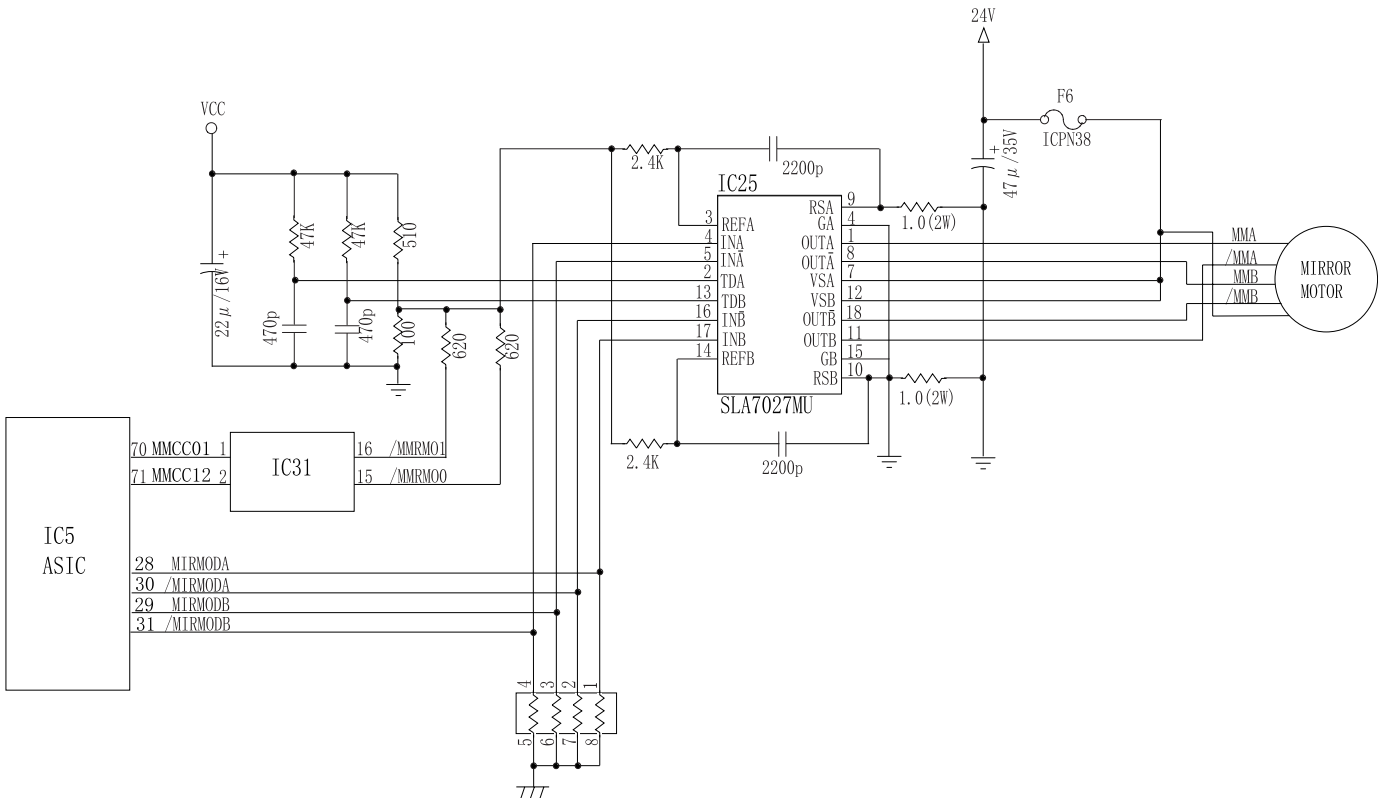 24V
F6
ICPN38
47μ/35V
+
VCC
+
22μ/16V
47K
47K
510
470p
470p
100
620
620
2.4K
2200p
IC25
3 REFA
4 INA
5 INA̅
2 TDA
13 TDB
16 INB̅
17 INB
14 REFB
RSA 9
GA 4
OUTA 1
OUTA̅ 8
VSA 7
VSB 12
OUTB̅ 18
OUTB 11
GB 15
RSB 10
SLA7027MU
1.0(2W)
1.0(2W)
2.4K
2200p
MMA
/MMA
MMB
/MMB
MIRROR
MOTOR
IC5
ASIC
70 MMCC01 1
71 MMCC12 2
IC31
16 /MMRM01
15 /MMRM00
28 MIRMODA
30 /MIRMODA
29 MIRMODB
31 /MIRMODB
4 3 2 1
5 6 7 8